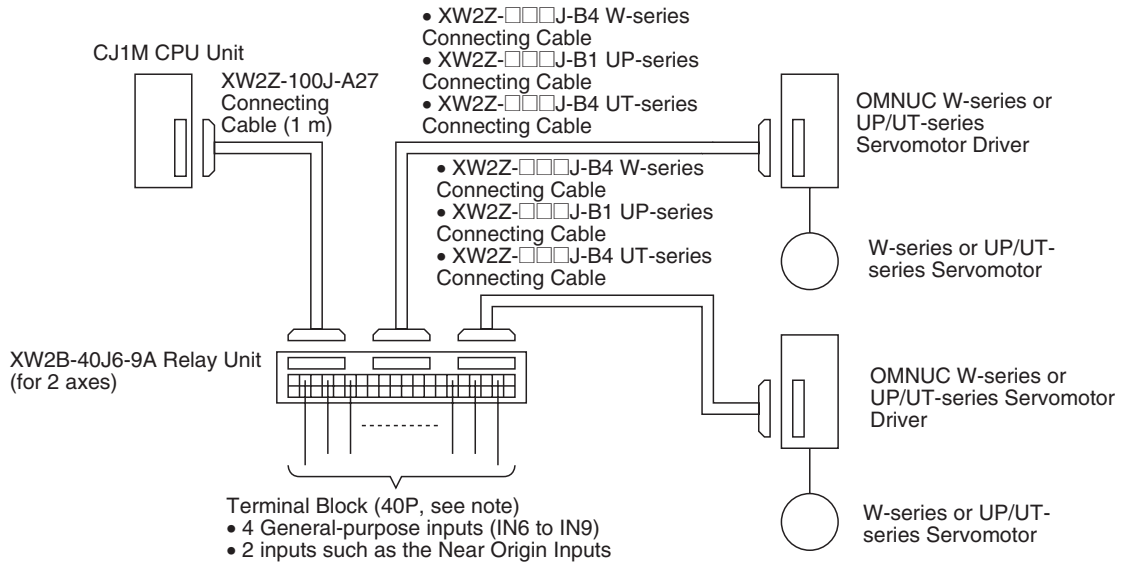 CJ1M CPU Unit
XW2Z-100J-A27
Connecting
Cable (1 m)
• XW2Z-□□□J-B4 W-series
Connecting Cable
• XW2Z-□□□J-B1 UP-series
Connecting Cable
• XW2Z-□□□J-B4 UT-series
Connecting Cable
OMNUC W-series or
UP/UT-series
Servomotor Driver
• XW2Z-□□□J-B4 W-series
Connecting Cable
• XW2Z-□□□J-B1 UP-series
Connecting Cable
• XW2Z-□□□J-B4 UT-series
Connecting Cable
W-series or UP/UT-
series Servomotor
XW2B-40J6-9A Relay Unit
(for 2 axes)
OMNUC W-series or
UP/UT-series Servomotor
Driver
Terminal Block (40P, see note)
• 4 General-purpose inputs (IN6 to IN9)
• 2 inputs such as the Near Origin Inputs
W-series or UP/UT-
series Servomotor